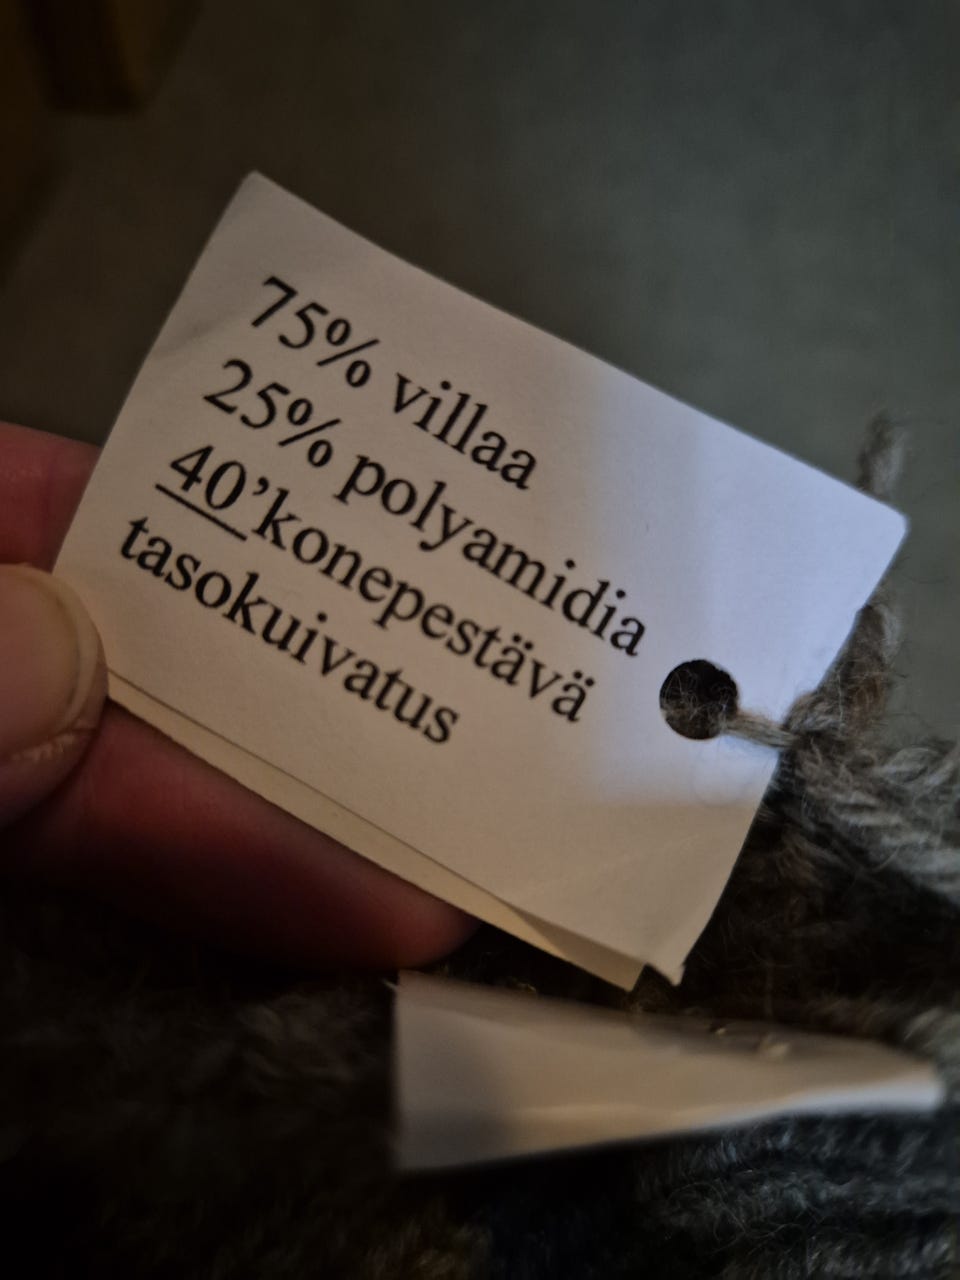 75% villaa
25% polyamidia
40’konepestävä
tasokuivatus